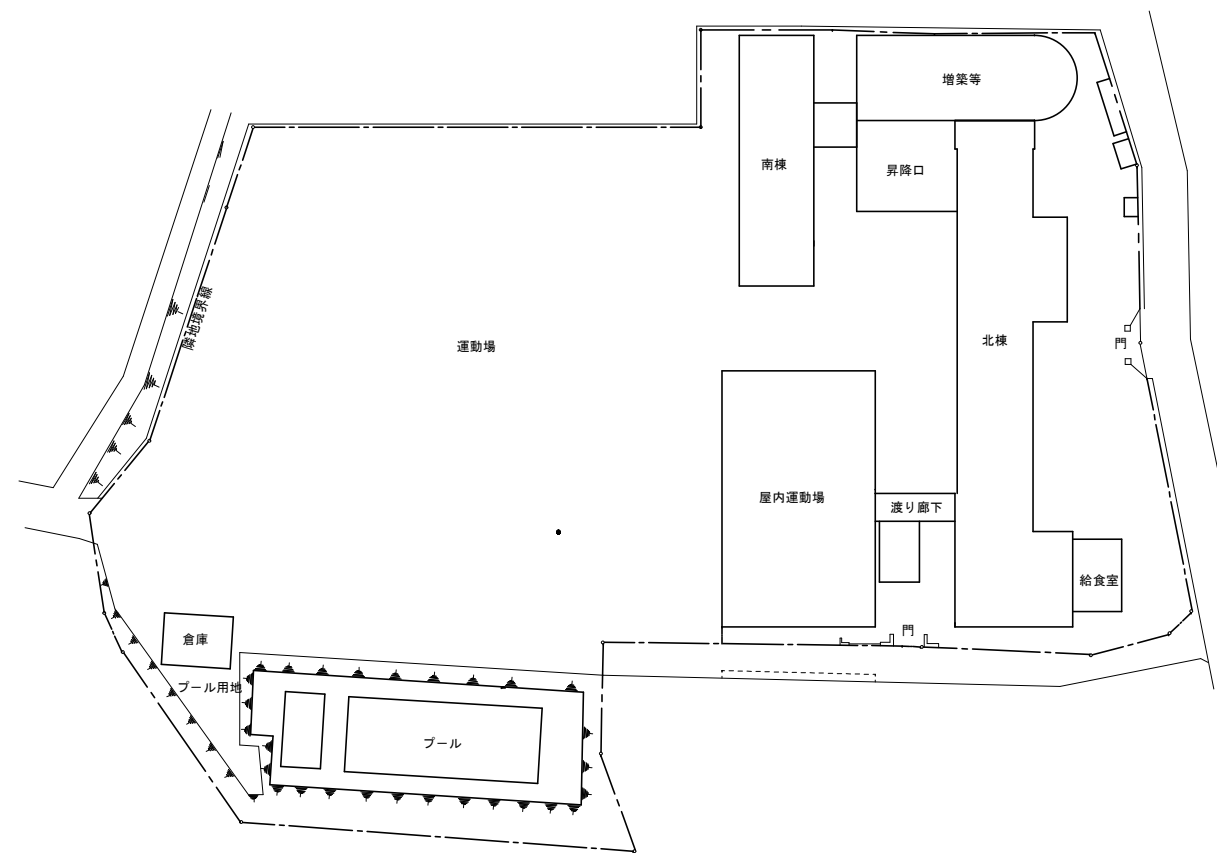 増築等
南棟
昇降口
隣地境界線
運動場
北棟
門
屋内運動場
渡り廊下
給食室
門
倉庫
プール用地
プール